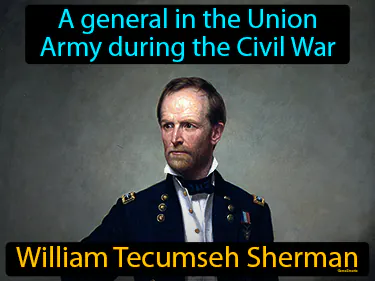 A general in the Union
Army during the Civil War
William Tecumseh Sherman